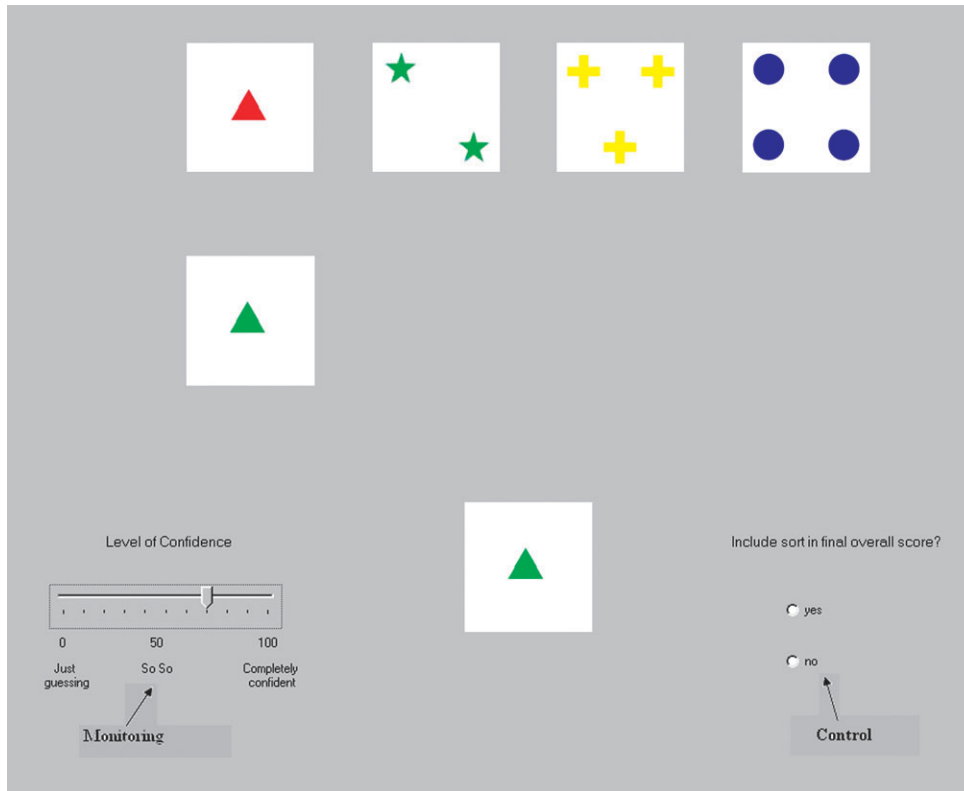 Level of Confidence
0 50 100
Just guessing
So So
Completely confident
Monitoring
Include sort in final overall score?
yes
no
Control